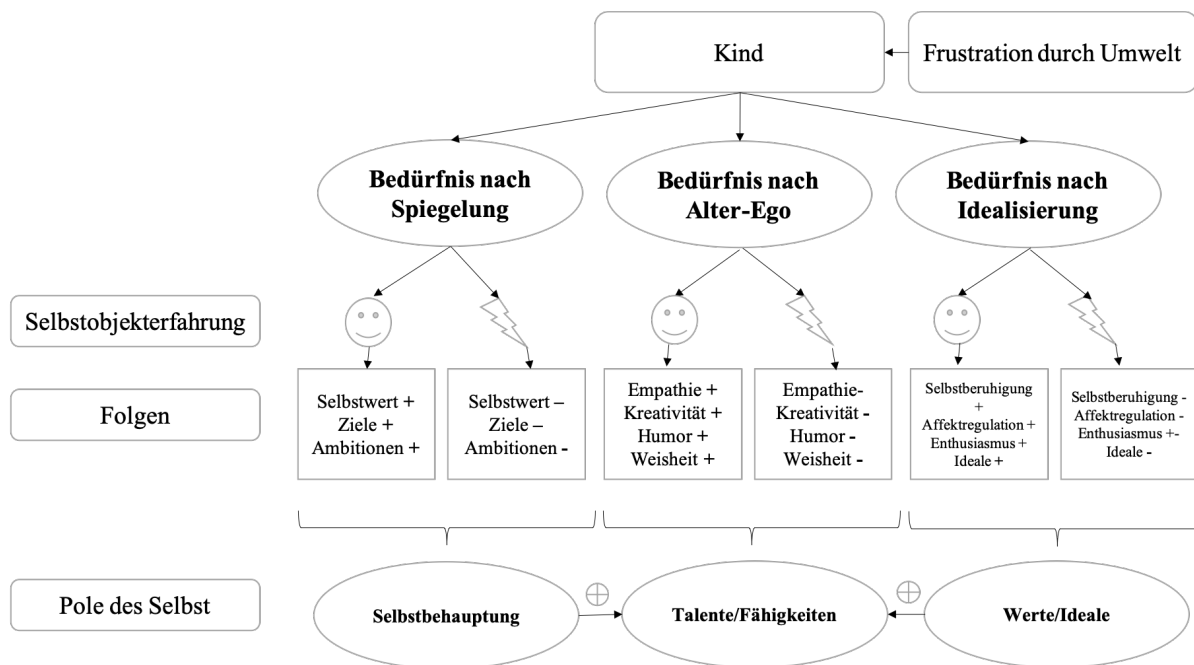 Kind
Frustration durch Umwelt
Bedürfnis nach
Spiegelung
Bedürfnis nach
Alter-Ego
Bedürfnis nach
Idealisierung
Selbstobjekterfahrung
Folgen
Selbstwert +
Ziele +
Ambitionen +
Selbstwert –
Ziele –
Ambitionen -
Empathie +
Kreativität +
Humor +
Weisheit +
Empathie-
Kreativität -
Humor -
Weisheit -
Selbstberuhigung
+
Affektregulation +
Enthusiasmus +
Ideale +
Selbstberuhigung -
Affektregulation -
Enthusiasmus +-
Ideale -
Pole des Selbst
Selbstbehauptung
Talente/Fähigkeiten
Werte/Ideale